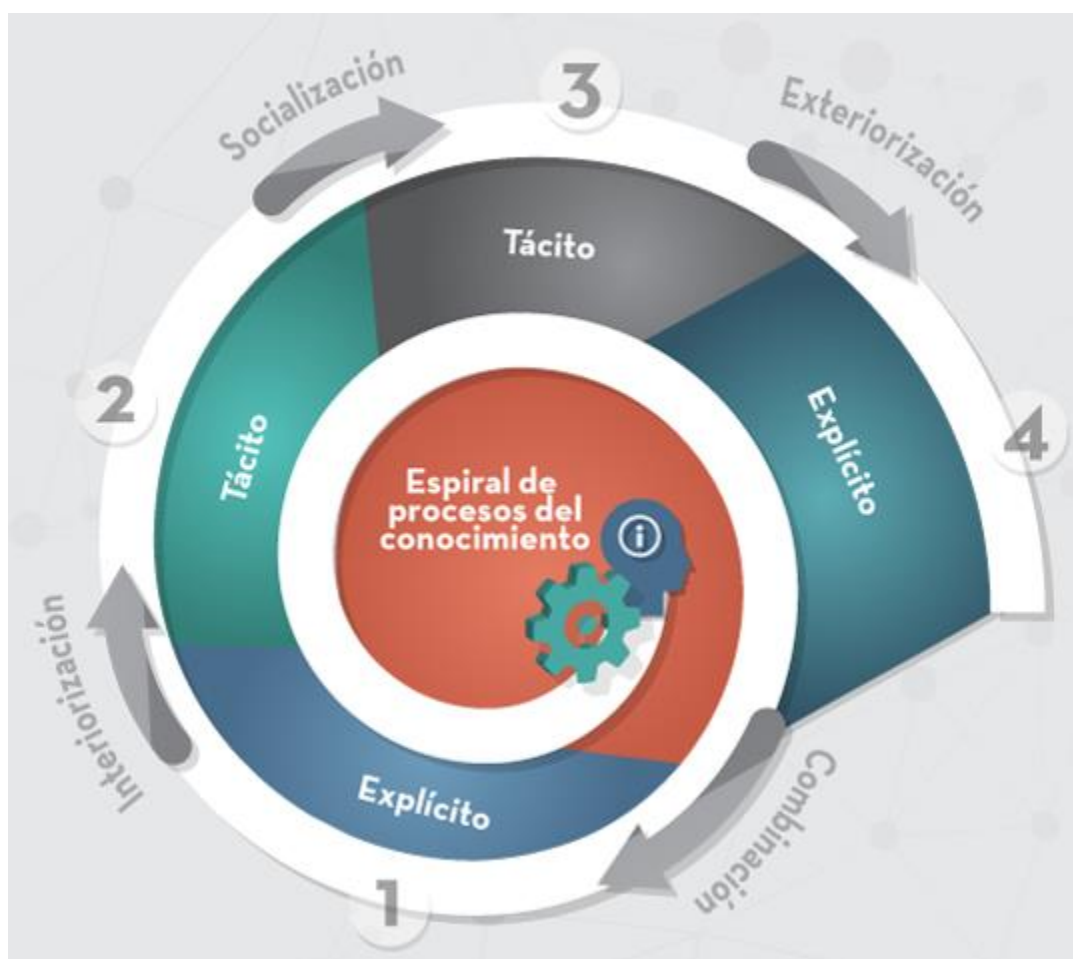 Socialización
3
Exteriorización
Tácito
2
Tácito
Explícito
4
Espiral de
procesos del
conocimiento
i
Interiorización
Explícito
Combinación
1